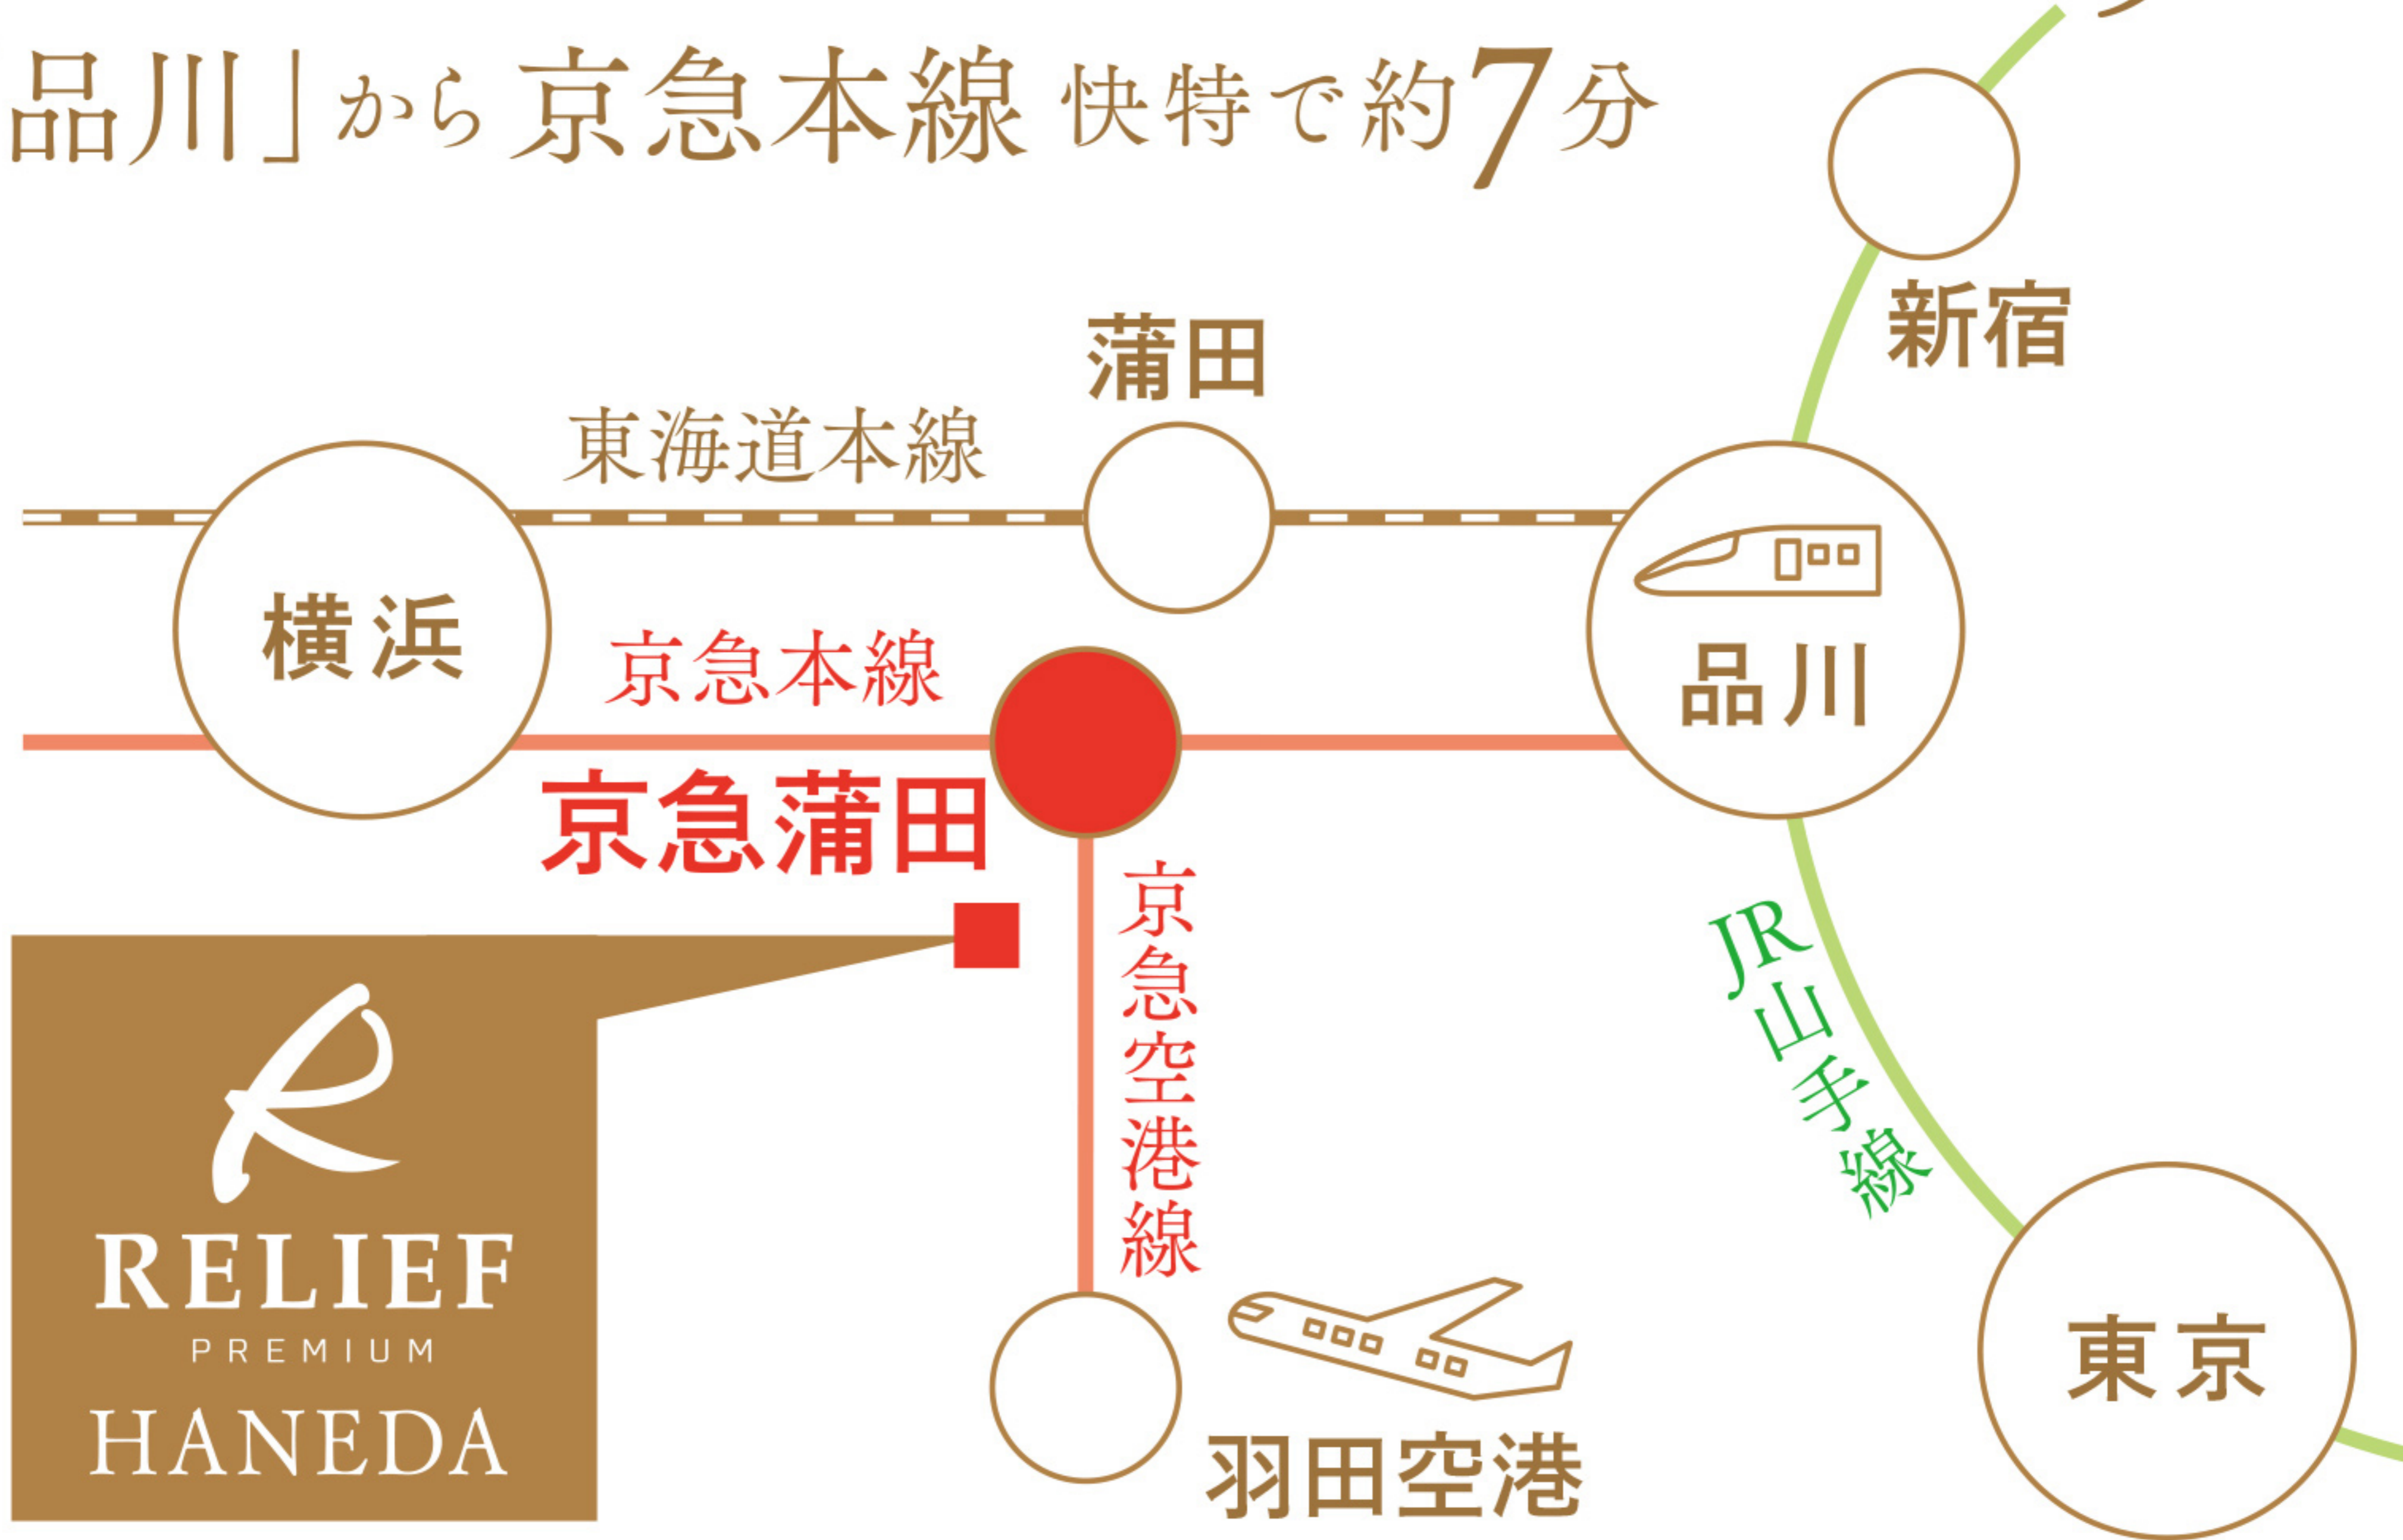 品川」から京急本線 快特で約7分
新宿
蒲田
東海道本線
横浜
品川
京急本線
京急蒲田
京急空港線
JR山手線
RELIEF
PREMIUM
HANEDA
東京
羽田空港